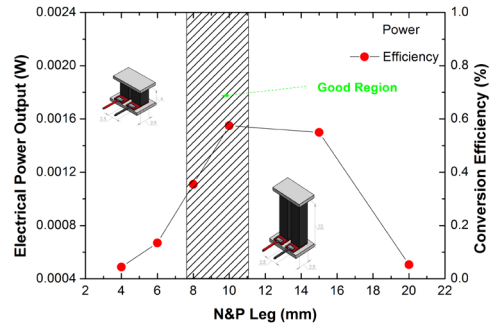 0.0024
0.0020
0.0016
0.0012
0.0008
0.0004
Electrical Power Output (W)
1.0
0.8
0.6
0.4
0.2
0.0
Conversion Efficiency (%)
Power
Efficiency
Good Region
2 4 6 8 10 12 14 16 18 20 22
N&P Leg (mm)